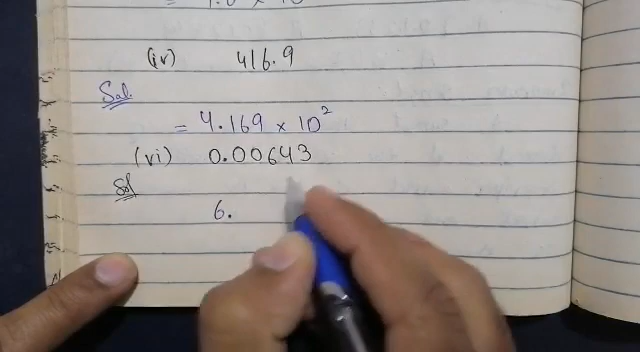 (iv) 416.9
Sol
= 4.169 × 10²
(vi) 0.00643
Sol
6.